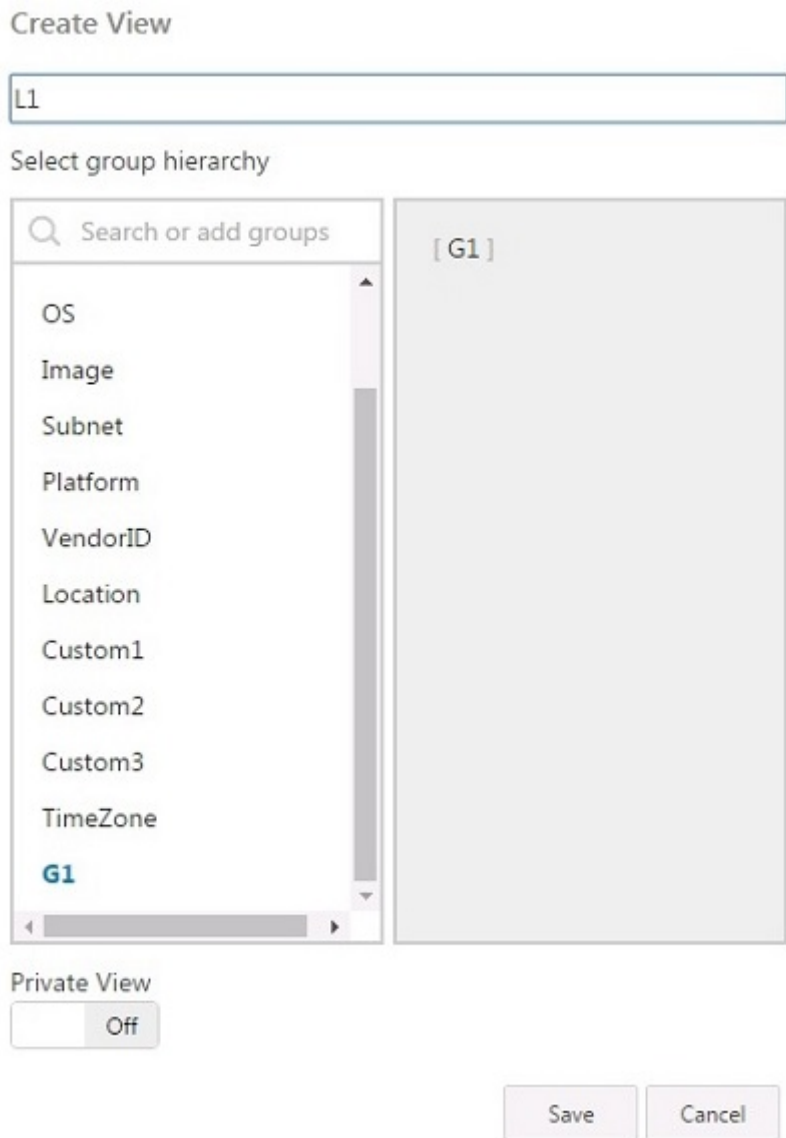 Create View
L1
Select group hierarchy
Search or add groups
OS
Image
Subnet
Platform
VendorID
Location
Custom1
Custom2
Custom3
TimeZone
G1
[ G1 ]
Private View
Off
Save
Cancel